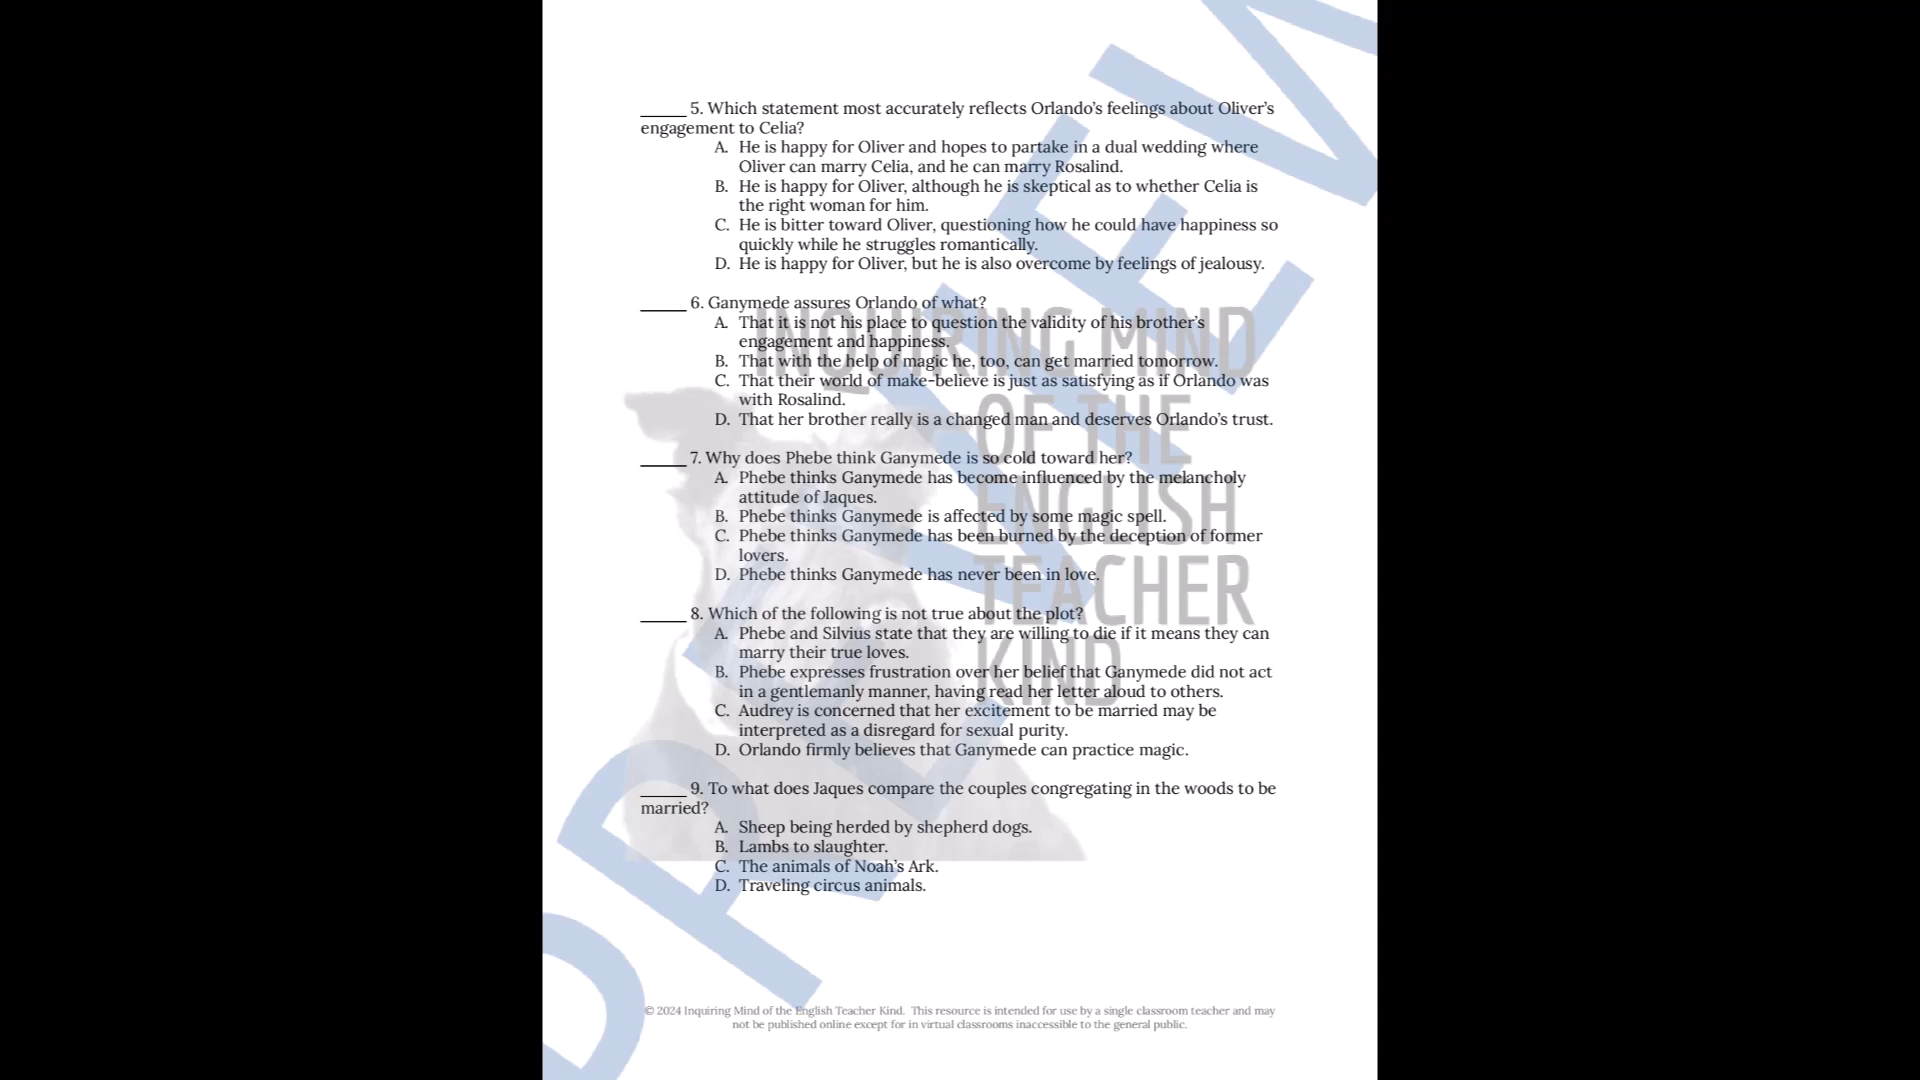 _____ 5. Which statement most accurately reflects Orlando’s feelings about Oliver’s
engagement to Celia?
A. He is happy for Oliver and hopes to partake in a dual wedding where
Oliver can marry Celia, and he can marry Rosalind.
B. He is happy for Oliver, although he is skeptical as to whether Celia is
the right woman for him.
C. He is bitter toward Oliver, questioning how he could have happiness so
quickly while he struggles romantically.
D. He is happy for Oliver, but he is also overcome by feelings of jealousy.
_____ 6. Ganymede assures Orlando of what?
A. That it is not his place to question the validity of his brother’s
engagement and happiness.
B. That with the help of magic he, too, can get married tomorrow.
C. That their world of make-believe is just as satisfying as if Orlando was
with Rosalind.
D. That her brother really is a changed man and deserves Orlando’s trust.
_____ 7. Why does Phebe think Ganymede is so cold toward her?
A. Phebe thinks Ganymede has become influenced by the melancholy
attitude of Jaques.
B. Phebe thinks Ganymede is affected by some magic spell.
C. Phebe thinks Ganymede has been burned by the deception of former
lovers.
D. Phebe thinks Ganymede has never been in love.
_____ 8. Which of the following is not true about the plot?
A. Phebe and Silvius state that they are willing to die if it means they can
marry their true loves.
B. Phebe expresses frustration over her belief that Ganymede did not act
in a gentlemanly manner, having read her letter aloud to others.
C. Audrey is concerned that her excitement to be married may be
interpreted as a disregard for sexual purity.
D. Orlando firmly believes that Ganymede can practice magic.
_____ 9. To what does Jaques compare the couples congregating in the woods to be
married?
A. Sheep being herded by shepherd dogs.
B. Lambs to slaughter.
C. The animals of Noah’s Ark.
D. Traveling circus animals.
© 2024 Inquiring Mind of the English Teacher Kind. This resource is intended for use by a single classroom teacher and may
not be published online except for in virtual classrooms inaccessible to the general public.
INQUIRING MIND
OF THE
ENGLISH
TEACHER
KIND
PREVIEW